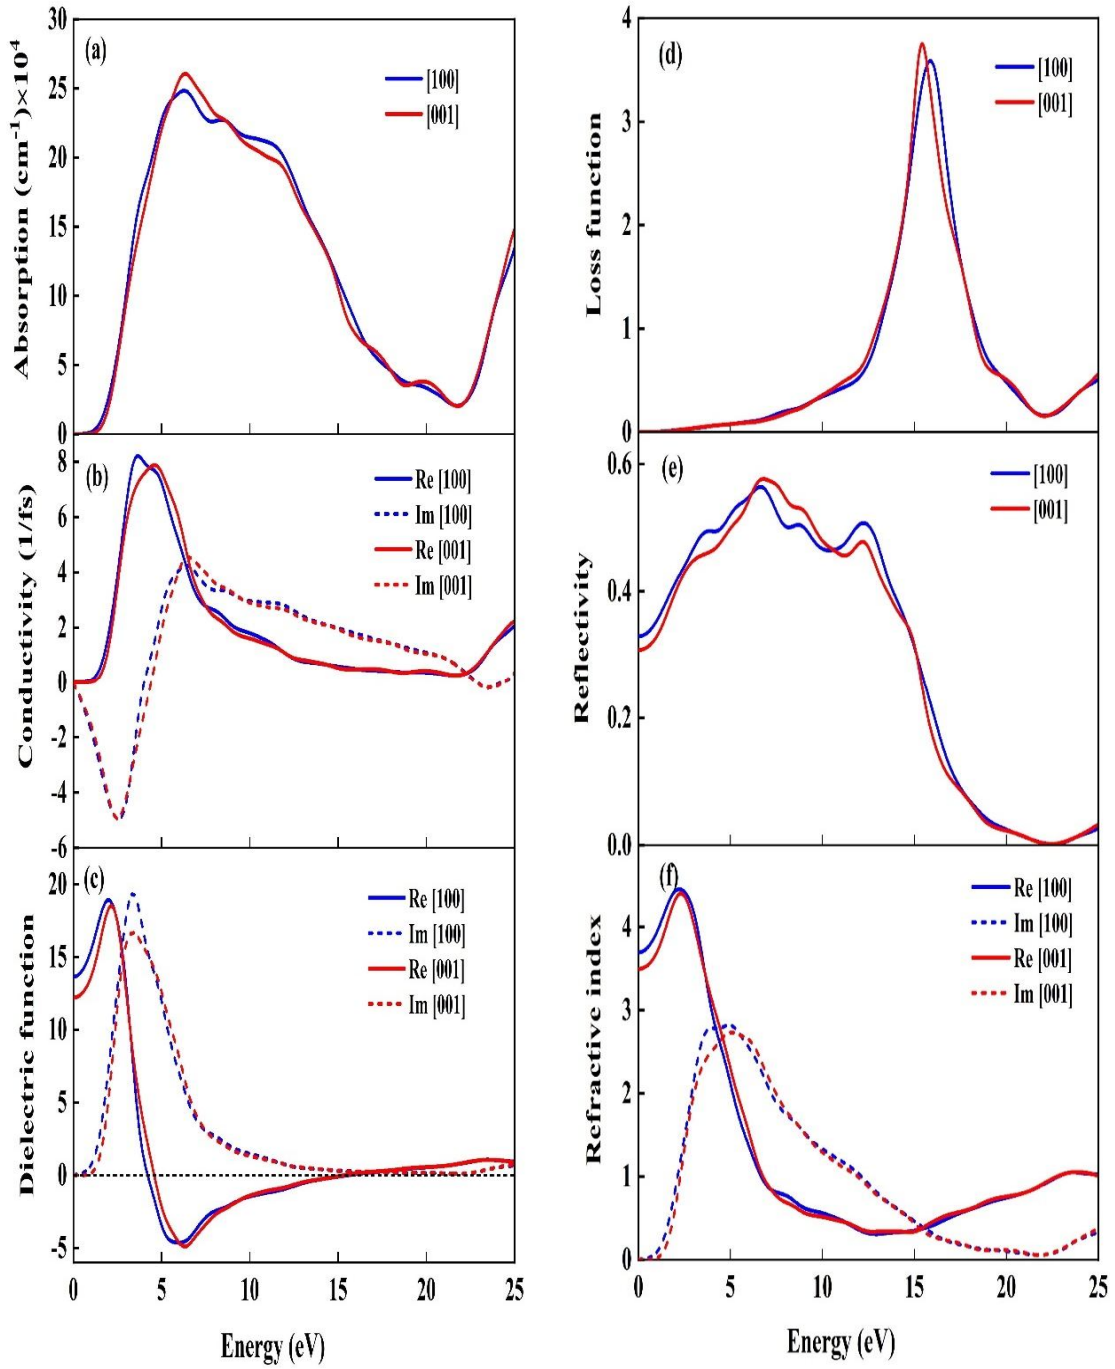 (a)
[100]
[001]
Absorption (cm⁻¹)×10⁴
30
25
20
15
10
5
0
(b)
Re [100]
Im [100]
Re [001]
Im [001]
Conductivity (1/fs)
8
6
4
2
0
-2
-4
-6
(c)
Re [100]
Im [100]
Re [001]
Im [001]
Dielectric function
20
15
10
5
0
-5
0 5 10 15 20 25
Energy (eV)
(d)
[100]
[001]
Loss function
4
3
2
1
0
(e)
[100]
[001]
Reflectivity
0.6
0.4
0.2
0.0
(f)
Re [100]
Im [100]
Re [001]
Im [001]
Refractive index
4
3
2
1
0
0 5 10 15 20 25
Energy (eV)